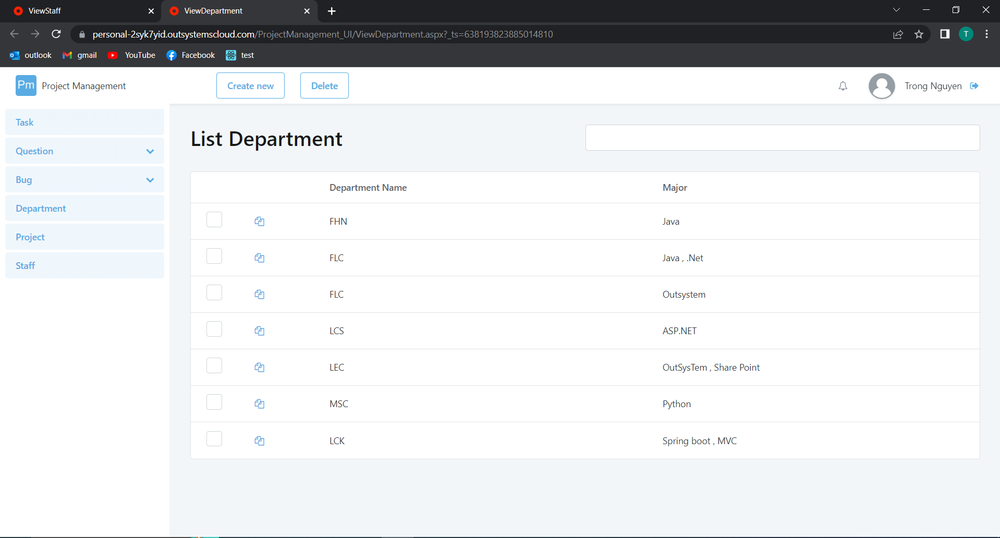 ViewStaff
ViewDepartment
personal-2syk7yid.outsystemscloud.com/ProjectManagement_UI/ViewDepartment.aspx?_ts=638193823885014810
T
outlook gmail YouTube Facebook test
Pm Project Management
Create new
Delete
Trong Nguyen
Task
Question
Bug
Department
Project
Staff
List Department
Department Name Major
FHN Java
FLC Java , .Net
FLC Outsystem
LCS ASP.NET
LEC OutSysTem , Share Point
MSC Python
LCK Spring boot , MVC